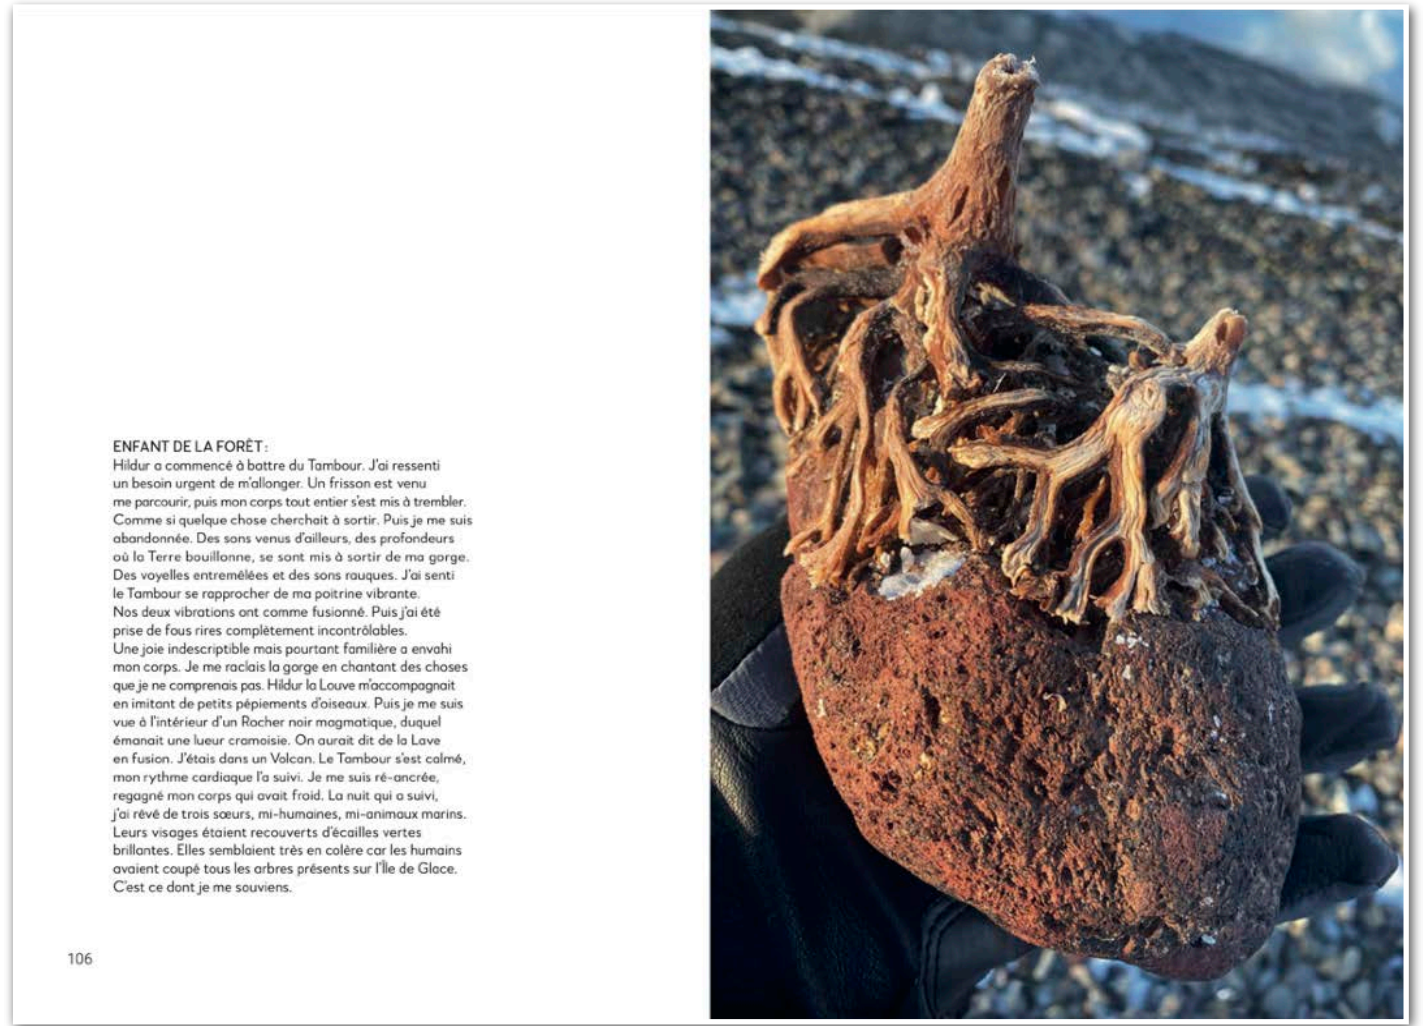 ENFANT DE LA FORÊT :
Hildur a commencé à battre du Tambour. J’ai ressenti
un besoin urgent de m’allonger. Un frisson est venu
me parcourir, puis mon corps tout entier s’est mis à trembler.
Comme si quelque chose cherchait à sortir. Puis je me suis
abandonnée. Des sons venus d’ailleurs, des profondeurs
où la Terre bouillonne, se sont mis à sortir de ma gorge.
Des voyelles entremêlées et des sons rauques. J’ai senti
le Tambour se rapprocher de ma poitrine vibrante.
Nos deux vibrations ont comme fusionné. Puis j’ai été
prise de fous rires complètement incontrôlables.
Une joie indescriptible mais pourtant familière a envahi
mon corps. Je me raclais la gorge en chantant des choses
que je ne comprenais pas. Hildur la Louve m’accompagnait
en imitant de petits pépiements d’oiseaux. Puis je me suis
vue à l’intérieur d’un Rocher noir magmatique, duquel
émanait une lueur cramoisie. On aurait dit de la Lave
en fusion. J’étais dans un Volcan. Le Tambour s’est calmé,
mon rythme cardiaque l’a suivi. Je me suis ré-ancrée,
regagné mon corps qui avait froid. La nuit qui a suivi,
j’ai rêvé de trois sœurs, mi-humaines, mi-animaux marins.
Leurs visages étaient recouverts d’écailles vertes
brillantes. Elles semblaient très en colère car les humains
avaient coupé tous les arbres présents sur l’Île de Glace.
C’est ce dont je me souviens.
106